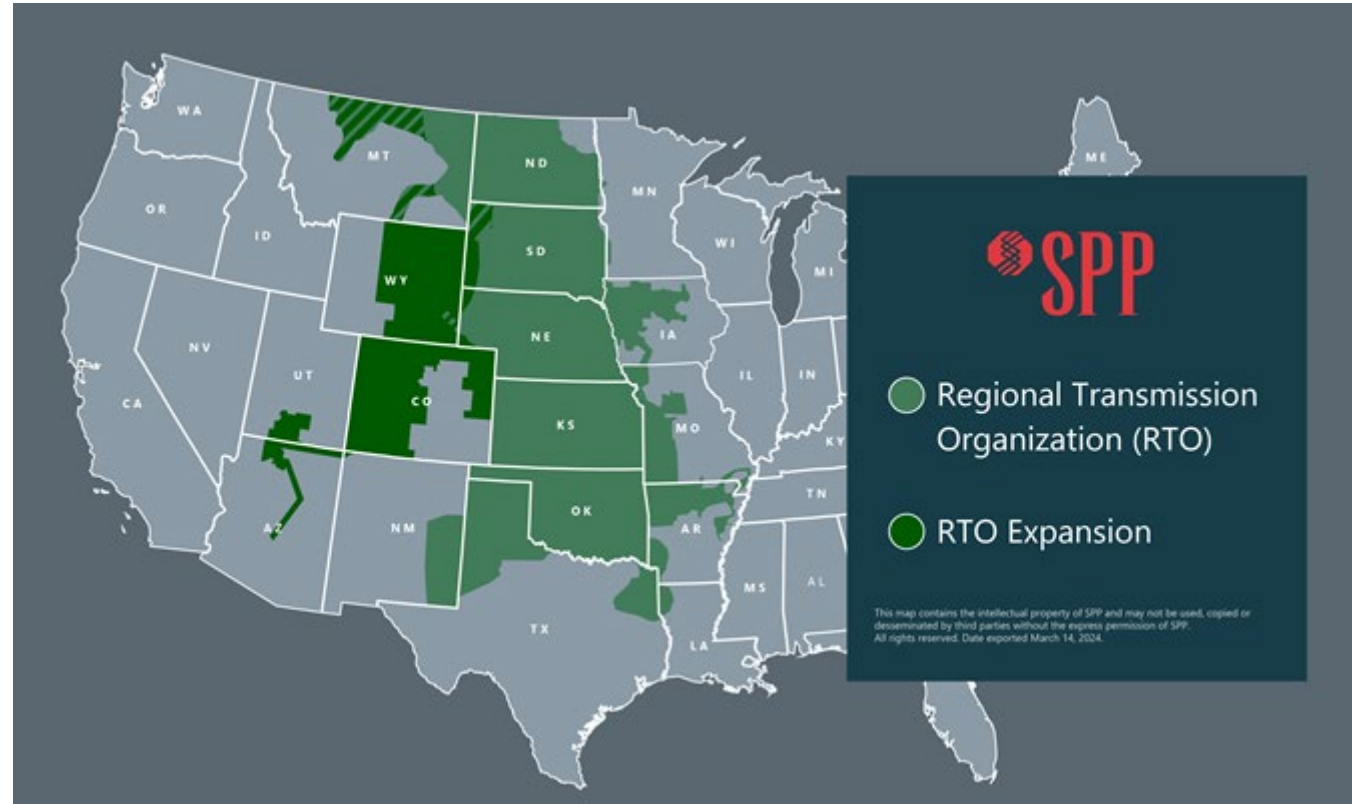 WA
ME
MT
ND
MN
OR
ID
SD
WI
MI
WY
NE
IA
NV
UT
IL
IN
CA
CO
KS
MO
KY
AZ
NM
OK
AR
TN
TX
MS
AL
LA
SPP
Regional Transmission
Organization (RTO)
RTO Expansion
This map contains the intellectual property of SPP and may not be used, copied or
desseminated by third parties without the express permission of SPP.
All rights reserved. Date exported March 14, 2024.